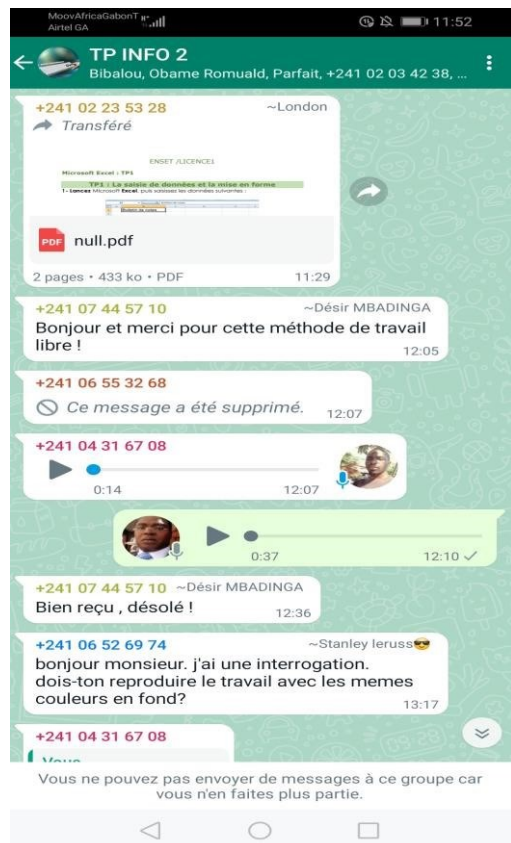 MoovAfricaGabonT
Airtel GA
11:52
TP INFO 2
Bibalou, Obame Romuald, Parfait, +241 02 03 42 38, ...
+241 02 23 53 28 ~London
Transféré
ENSET /LICENCE1
Microsoft Excel : TP1
TP1 : La saisie de données et la mise en forme
1- Lancez Microsoft Excel, puis saisissez les données suivantes :
PDF null.pdf
2 pages • 433 ko • PDF 11:29
+241 07 44 57 10 ~Désir MBADINGA
Bonjour et merci pour cette méthode de travail
libre !
12:05
+241 06 55 32 68
Ce message a été supprimé. 12:07
+241 04 31 67 08
0:14 12:07
0:37 12:10
+241 07 44 57 10 ~Désir MBADINGA
Bien reçu , désolé ! 12:36
+241 06 52 69 74 ~Stanley leruss😎
bonjour monsieur. j'ai une interrogation.
dois-ton reproduire le travail avec les memes
couleurs en fond?
13:17
+241 04 31 67 08
Vous
Vous ne pouvez pas envoyer de messages à ce groupe car
vous n'en faites plus partie.